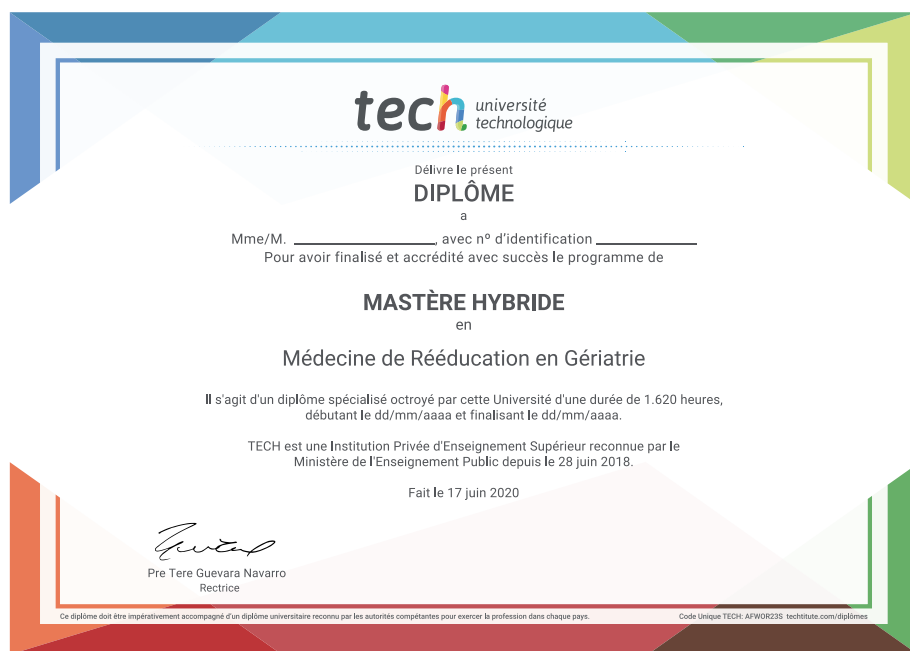 tech université
technologique
Délivre le présent
DIPLÔME
a
Mme/M. ____________________, avec nº d'identification ______________
Pour avoir finalisé et accrédité avec succès le programme de
MASTÈRE HYBRIDE
en
Médecine de Rééducation en Gériatrie
Il s'agit d'un diplôme spécialisé octroyé par cette Université d'une durée de 1.620 heures,
débutant le dd/mm/aaaa et finalisant le dd/mm/aaaa.
TECH est une Institution Privée d'Enseignement Supérieur reconnue par le
Ministère de l'Enseignement Public depuis le 28 juin 2018.
Fait le 17 juin 2020
Pre Tere Guevara Navarro
Rectrice
Ce diplôme doit être impérativement accompagné d'un diplôme universitaire reconnu par les autorités compétantes pour exercer la profession dans chaque pays.
Code Unique TECH: AFWOR23S techtitute.com/diplômes